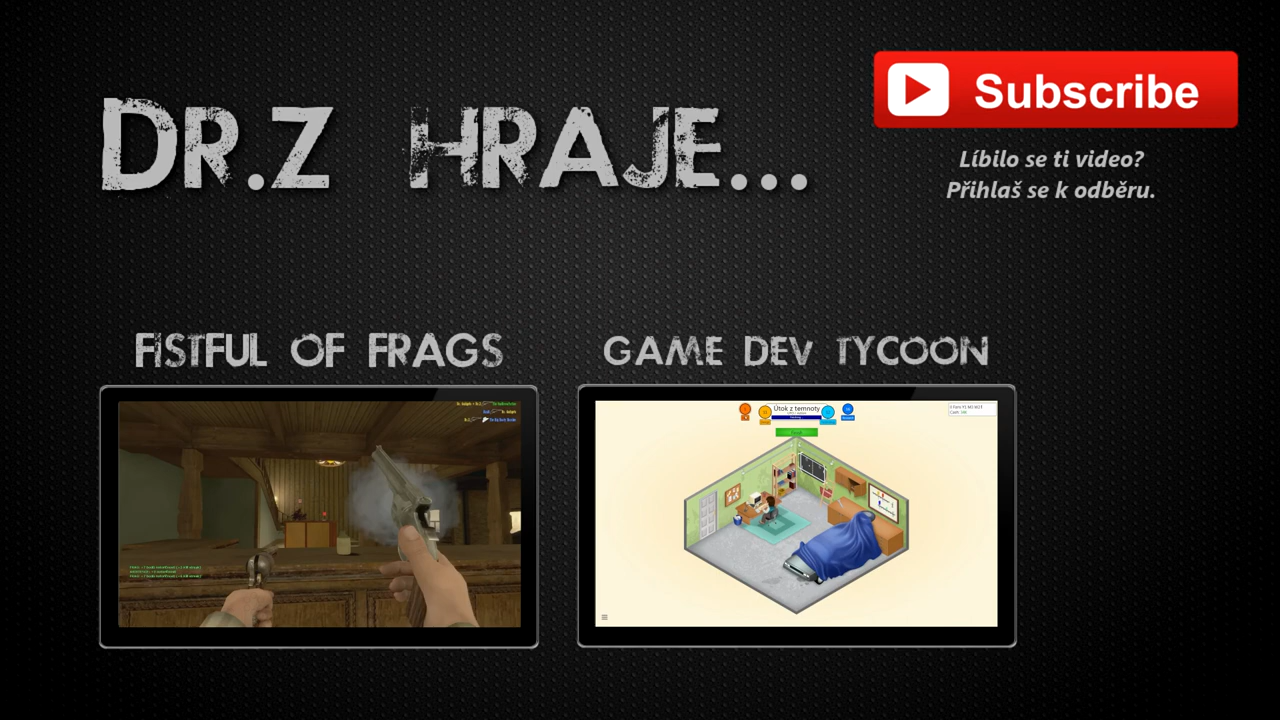 DR.Z HRAJE...
Subscribe
Líbilo se ti video?
Přihlaš se k odběru.
FISTFUL OF FRAGS
GAME DEV TYCOON
Útok z temnoty